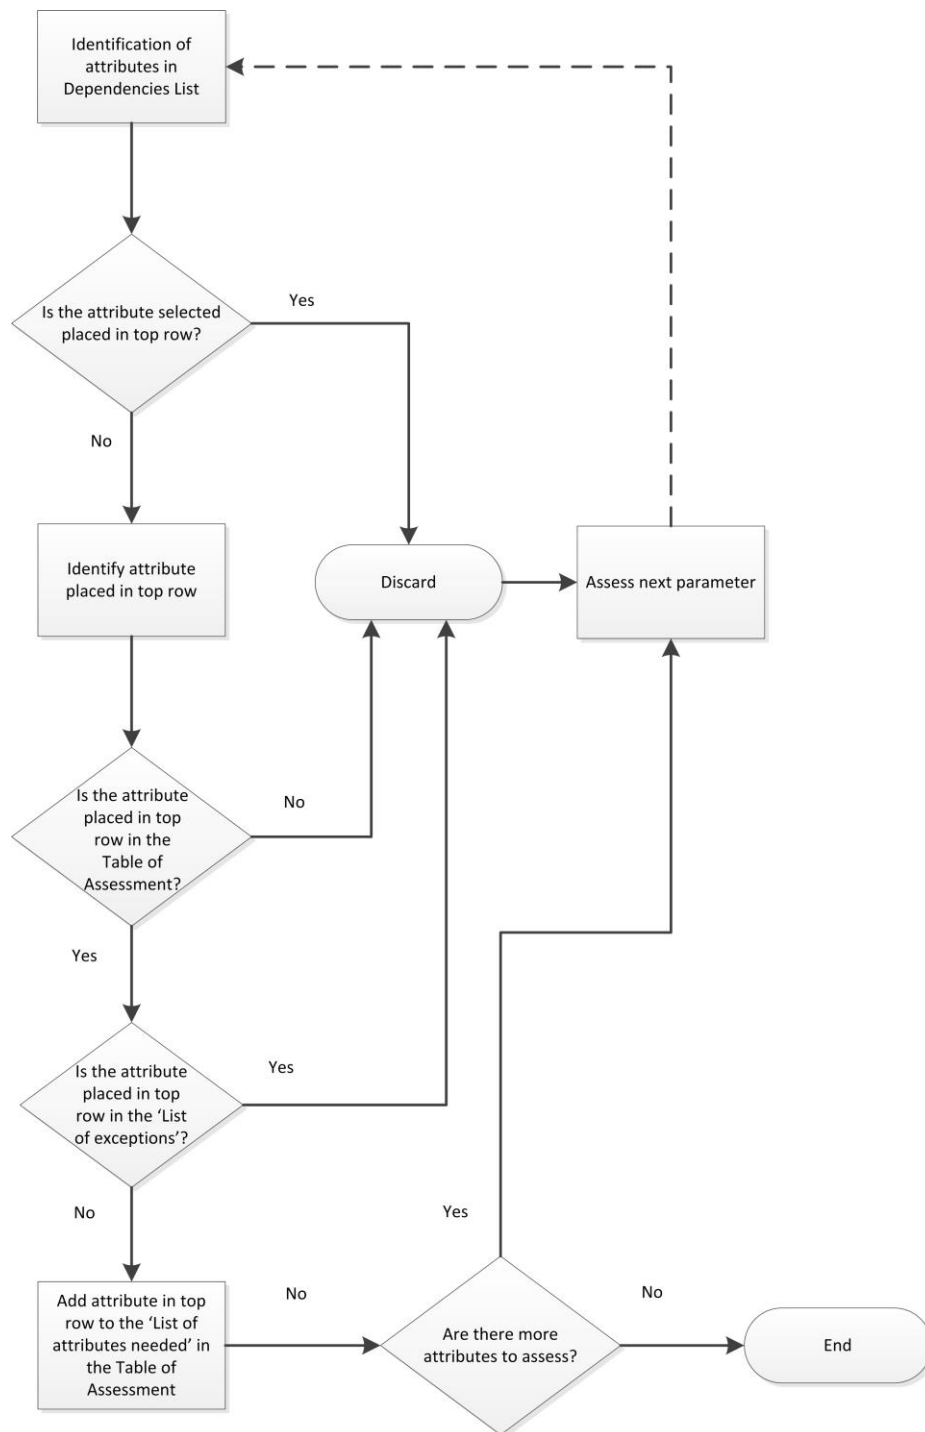 Identification of
attributes in
Dependencies List
Is the attribute selected
placed in top row?
Yes
No
Identify attribute
placed in top row
Discard
Assess next parameter
Is the attribute
placed in top
row in the
Table of
Assessment?
No
Yes
Is the attribute
placed in top
row in the ‘List
of exceptions’?
Yes
No
Add attribute in top
row to the ‘List of
attributes needed’ in
the Table of
Assessment
No
Yes
Are there more
attributes to assess?
No
End